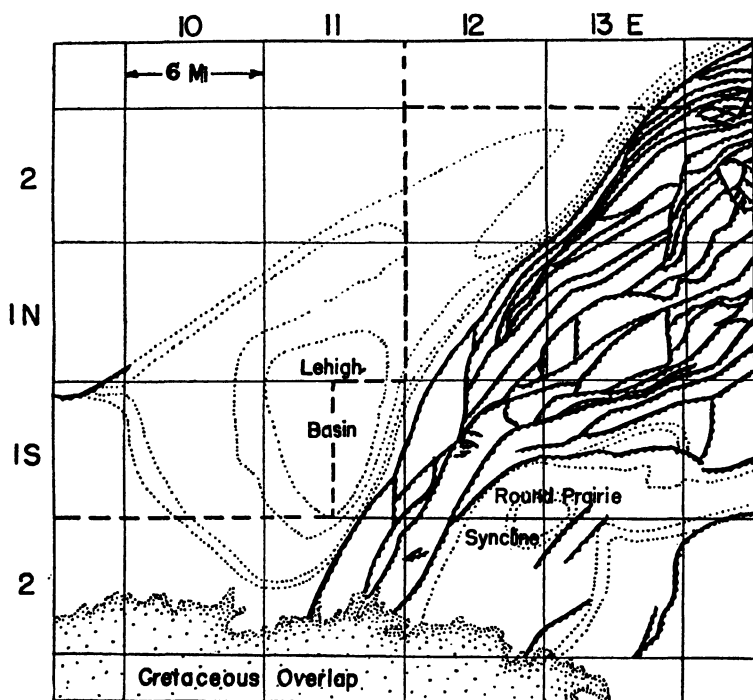 10 11 12 13 E
6 Mi
2
1N
Lehigh
Basin
1S
Round Prairie
Syncline
2
Cretaceous Overlap